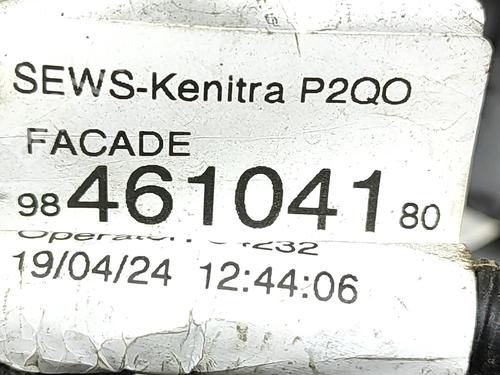 SEWS-Kenitra P2QO
FACADE
98 461041 80
19/04/24 12:44:06